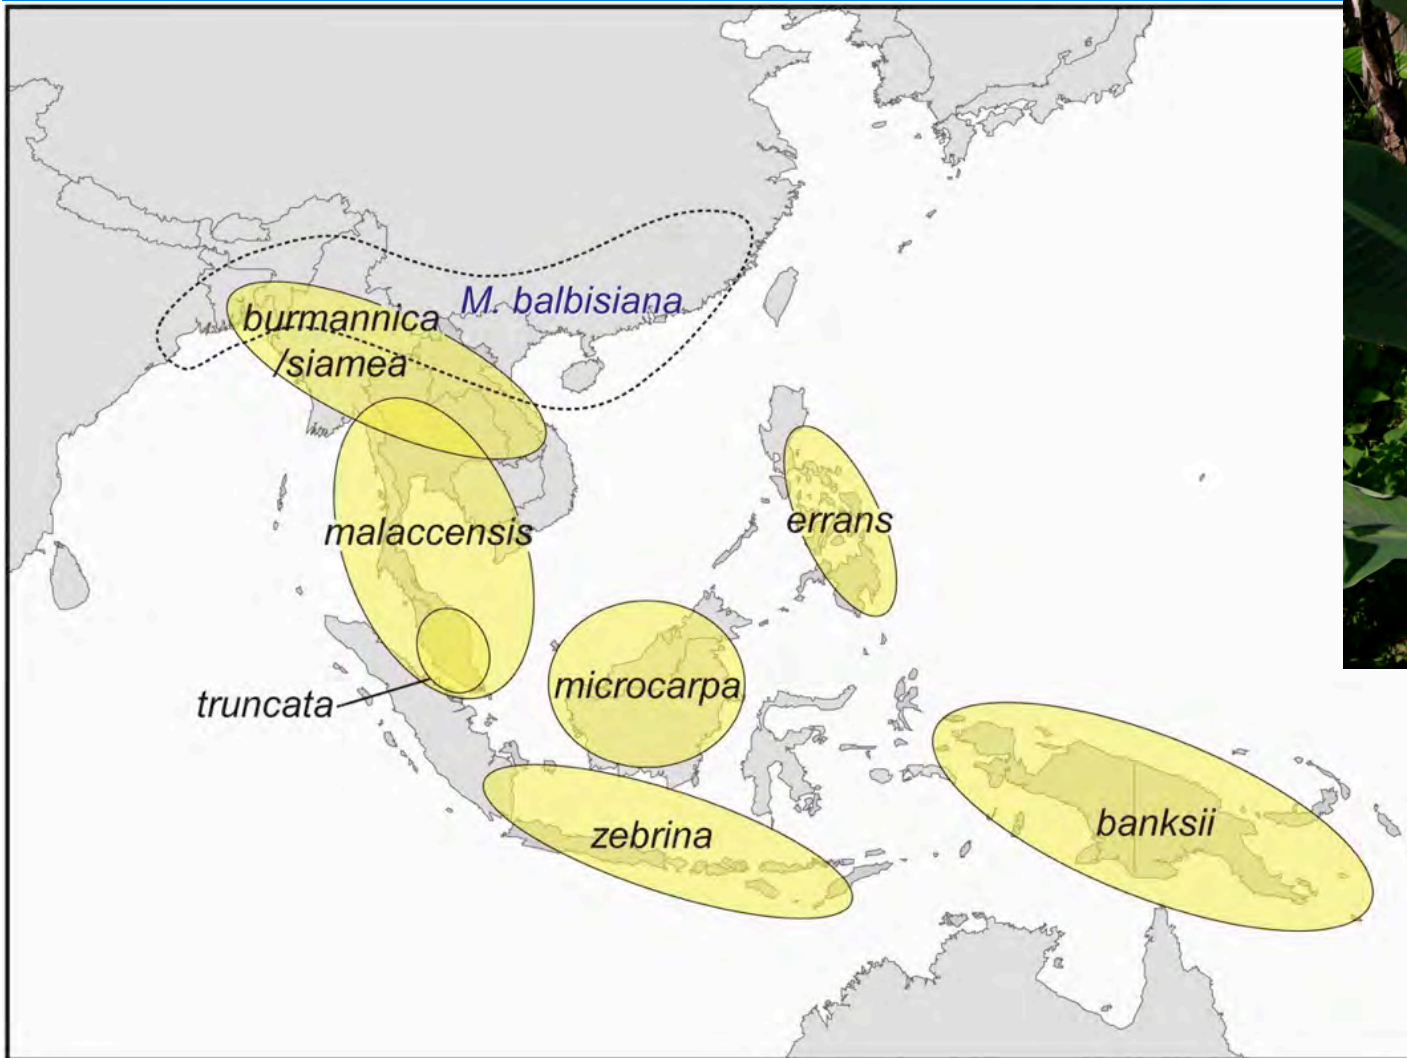 M. balbisiana
burmannica
/siamea
errans
malaccensis
microcarpa
truncata
banksii
zebrina